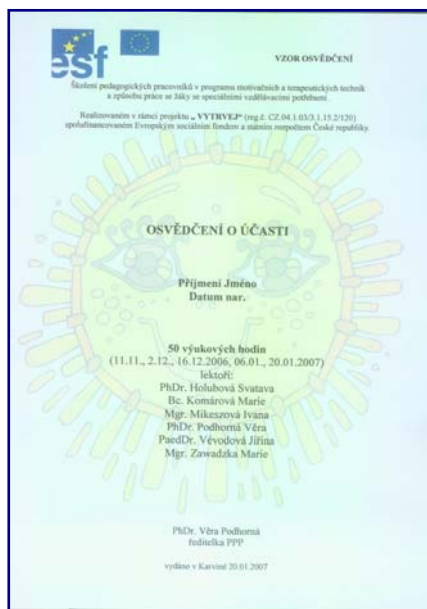 esf
VZOR OSVĚDČENÍ
Školení pedagogických pracovníků v programu motivačních a terapeutických technik
a způsobu práce se žáky se speciálními vzdělávacími potřebami
Realizovaném v rámci projektu „ VYTRVEJ“ (reg.č. CZ.04.1.03/3.1.15.2/120)
spolufinancovaném Evropským sociálním fondem a státním rozpočtem České republiky
OSVĚDČENÍ O ÚČASTI
Příjmení Jméno
Datum nar.
50 výukových hodin
(11.11., 2.12., 16.12.2006, 06.01., 20.01.2007)
lektoři:
PhDr. Holubová Svatava
Bc. Komárová Marie
Mgr. Mikeszová Ivana
PhDr. Podhorná Věra
PaedDr. Vévodová Jiřina
Mgr. Zawadzka Marie
PhDr. Věra Podhorná
ředitelka PPP
vydáno v Karviné 20.01.2007